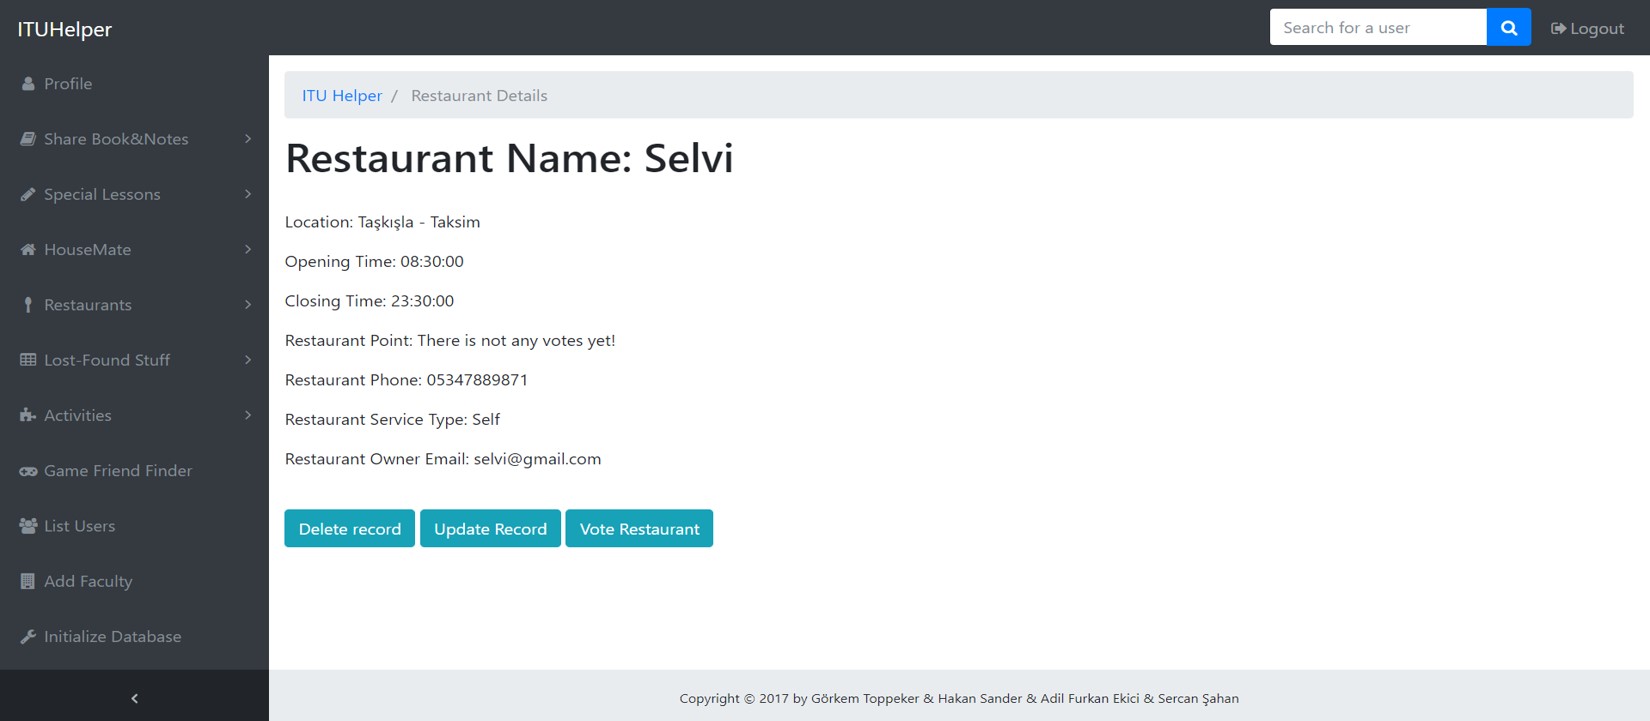 ITUHelper
Search for a user
Logout
Profile
Share Book&Notes
Special Lessons
HouseMate
Restaurants
Lost-Found Stuff
Activities
Game Friend Finder
List Users
Add Faculty
Initialize Database
ITU Helper / Restaurant Details
Restaurant Name: Selvi
Location: Taşkışla - Taksim
Opening Time: 08:30:00
Closing Time: 23:30:00
Restaurant Point: There is not any votes yet!
Restaurant Phone: 05347889871
Restaurant Service Type: Self
Restaurant Owner Email: selvi@gmail.com
Delete record Update Record Vote Restaurant
Copyright © 2017 by Görkem Toppeker & Hakan Sander & Adil Furkan Ekici & Sercan Şahan